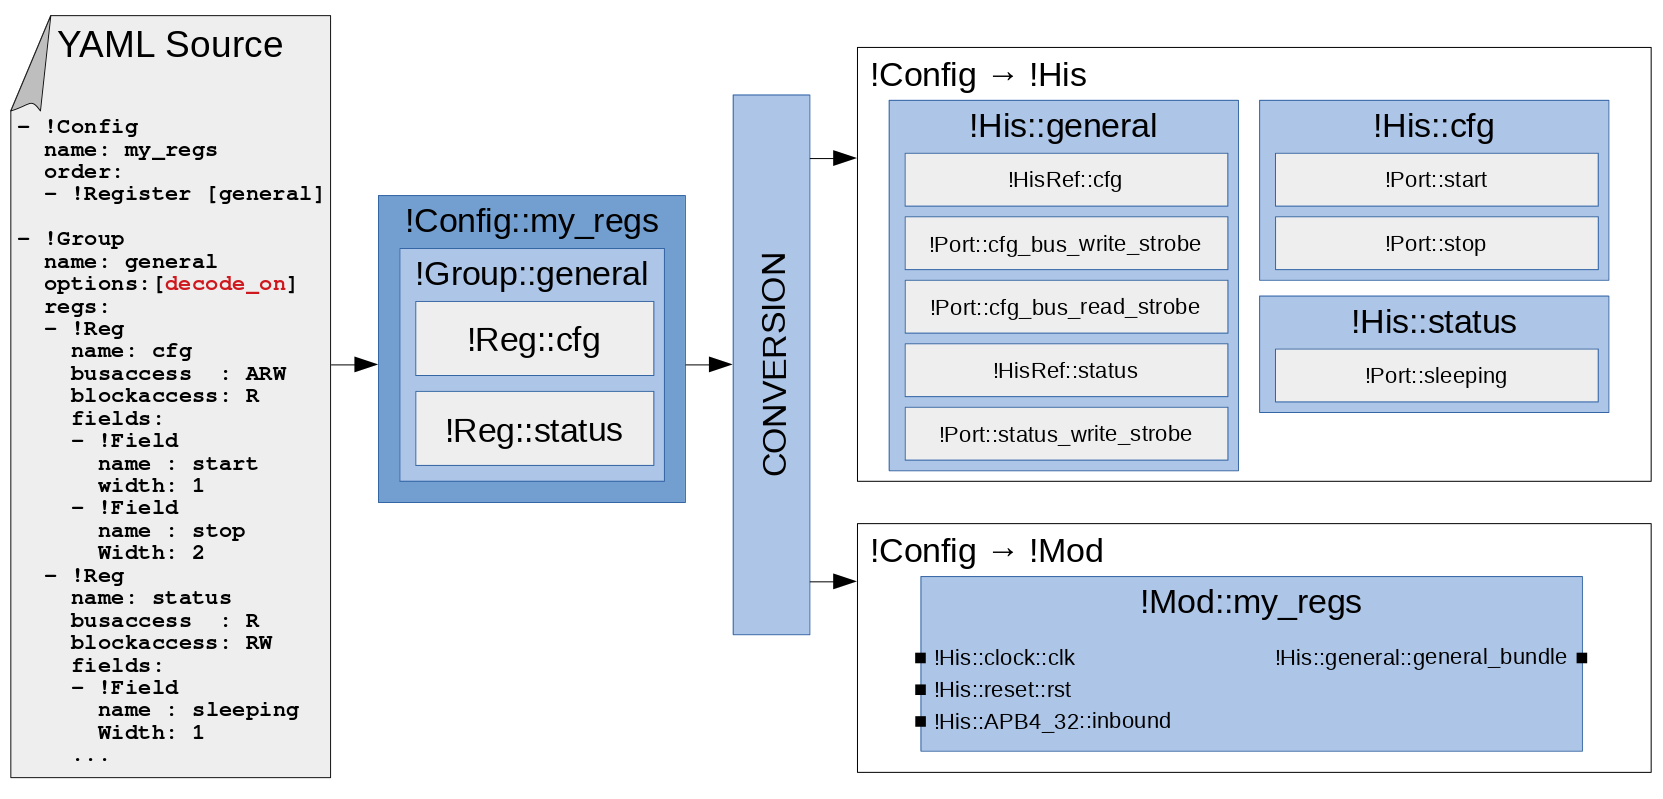 YAML Source
- !Config
  name: my_regs
  order:
  - !Register [general]
- !Group
  name: general
  options:[decode_on]
  regs:
  - !Reg
    name: cfg
    busaccess  : ARW
    blockaccess: R
    fields:
    - !Field
      name : start
      width: 1
    - !Field
      name : stop
      Width: 2
  - !Reg
    name: status
    busaccess  : R
    blockaccess: RW
    fields:
    - !Field
      name : sleeping
      Width: 1
    ...
!Config::my_regs
!Group::general
!Reg::cfg
!Reg::status
CONVERSION
!Config → !His
!His::general
!HisRef::cfg
!Port::cfg_bus_write_strobe
!Port::cfg_bus_read_strobe
!HisRef::status
!Port::status_write_strobe
!His::cfg
!Port::start
!Port::stop
!His::status
!Port::sleeping
!Config → !Mod
!Mod::my_regs
!His::clock::clk
!His::reset::rst
!His::APB4_32::inbound
!His::general::general_bundle